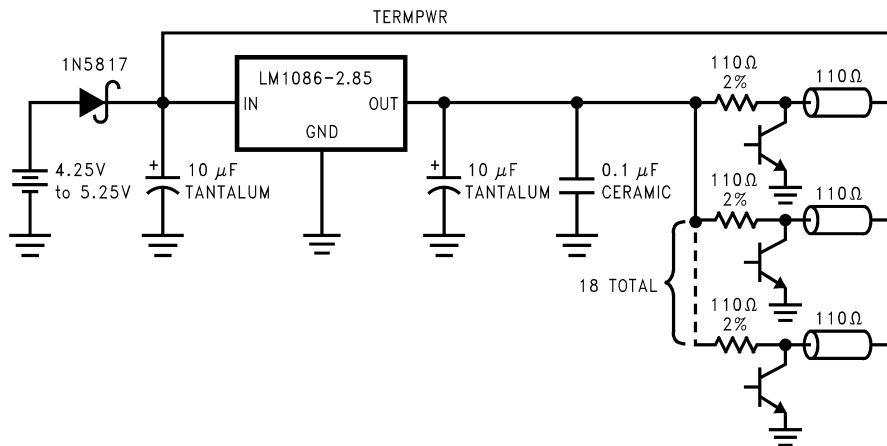 TERMPWR
1N5817
LM1086-2.85
IN
OUT
GND
4.25V
to 5.25V
+
10 μF
TANTALUM
+
10 μF
TANTALUM
0.1 μF
CERAMIC
110Ω
2%
110Ω
110Ω
2%
110Ω
18 TOTAL
110Ω
2%
110Ω